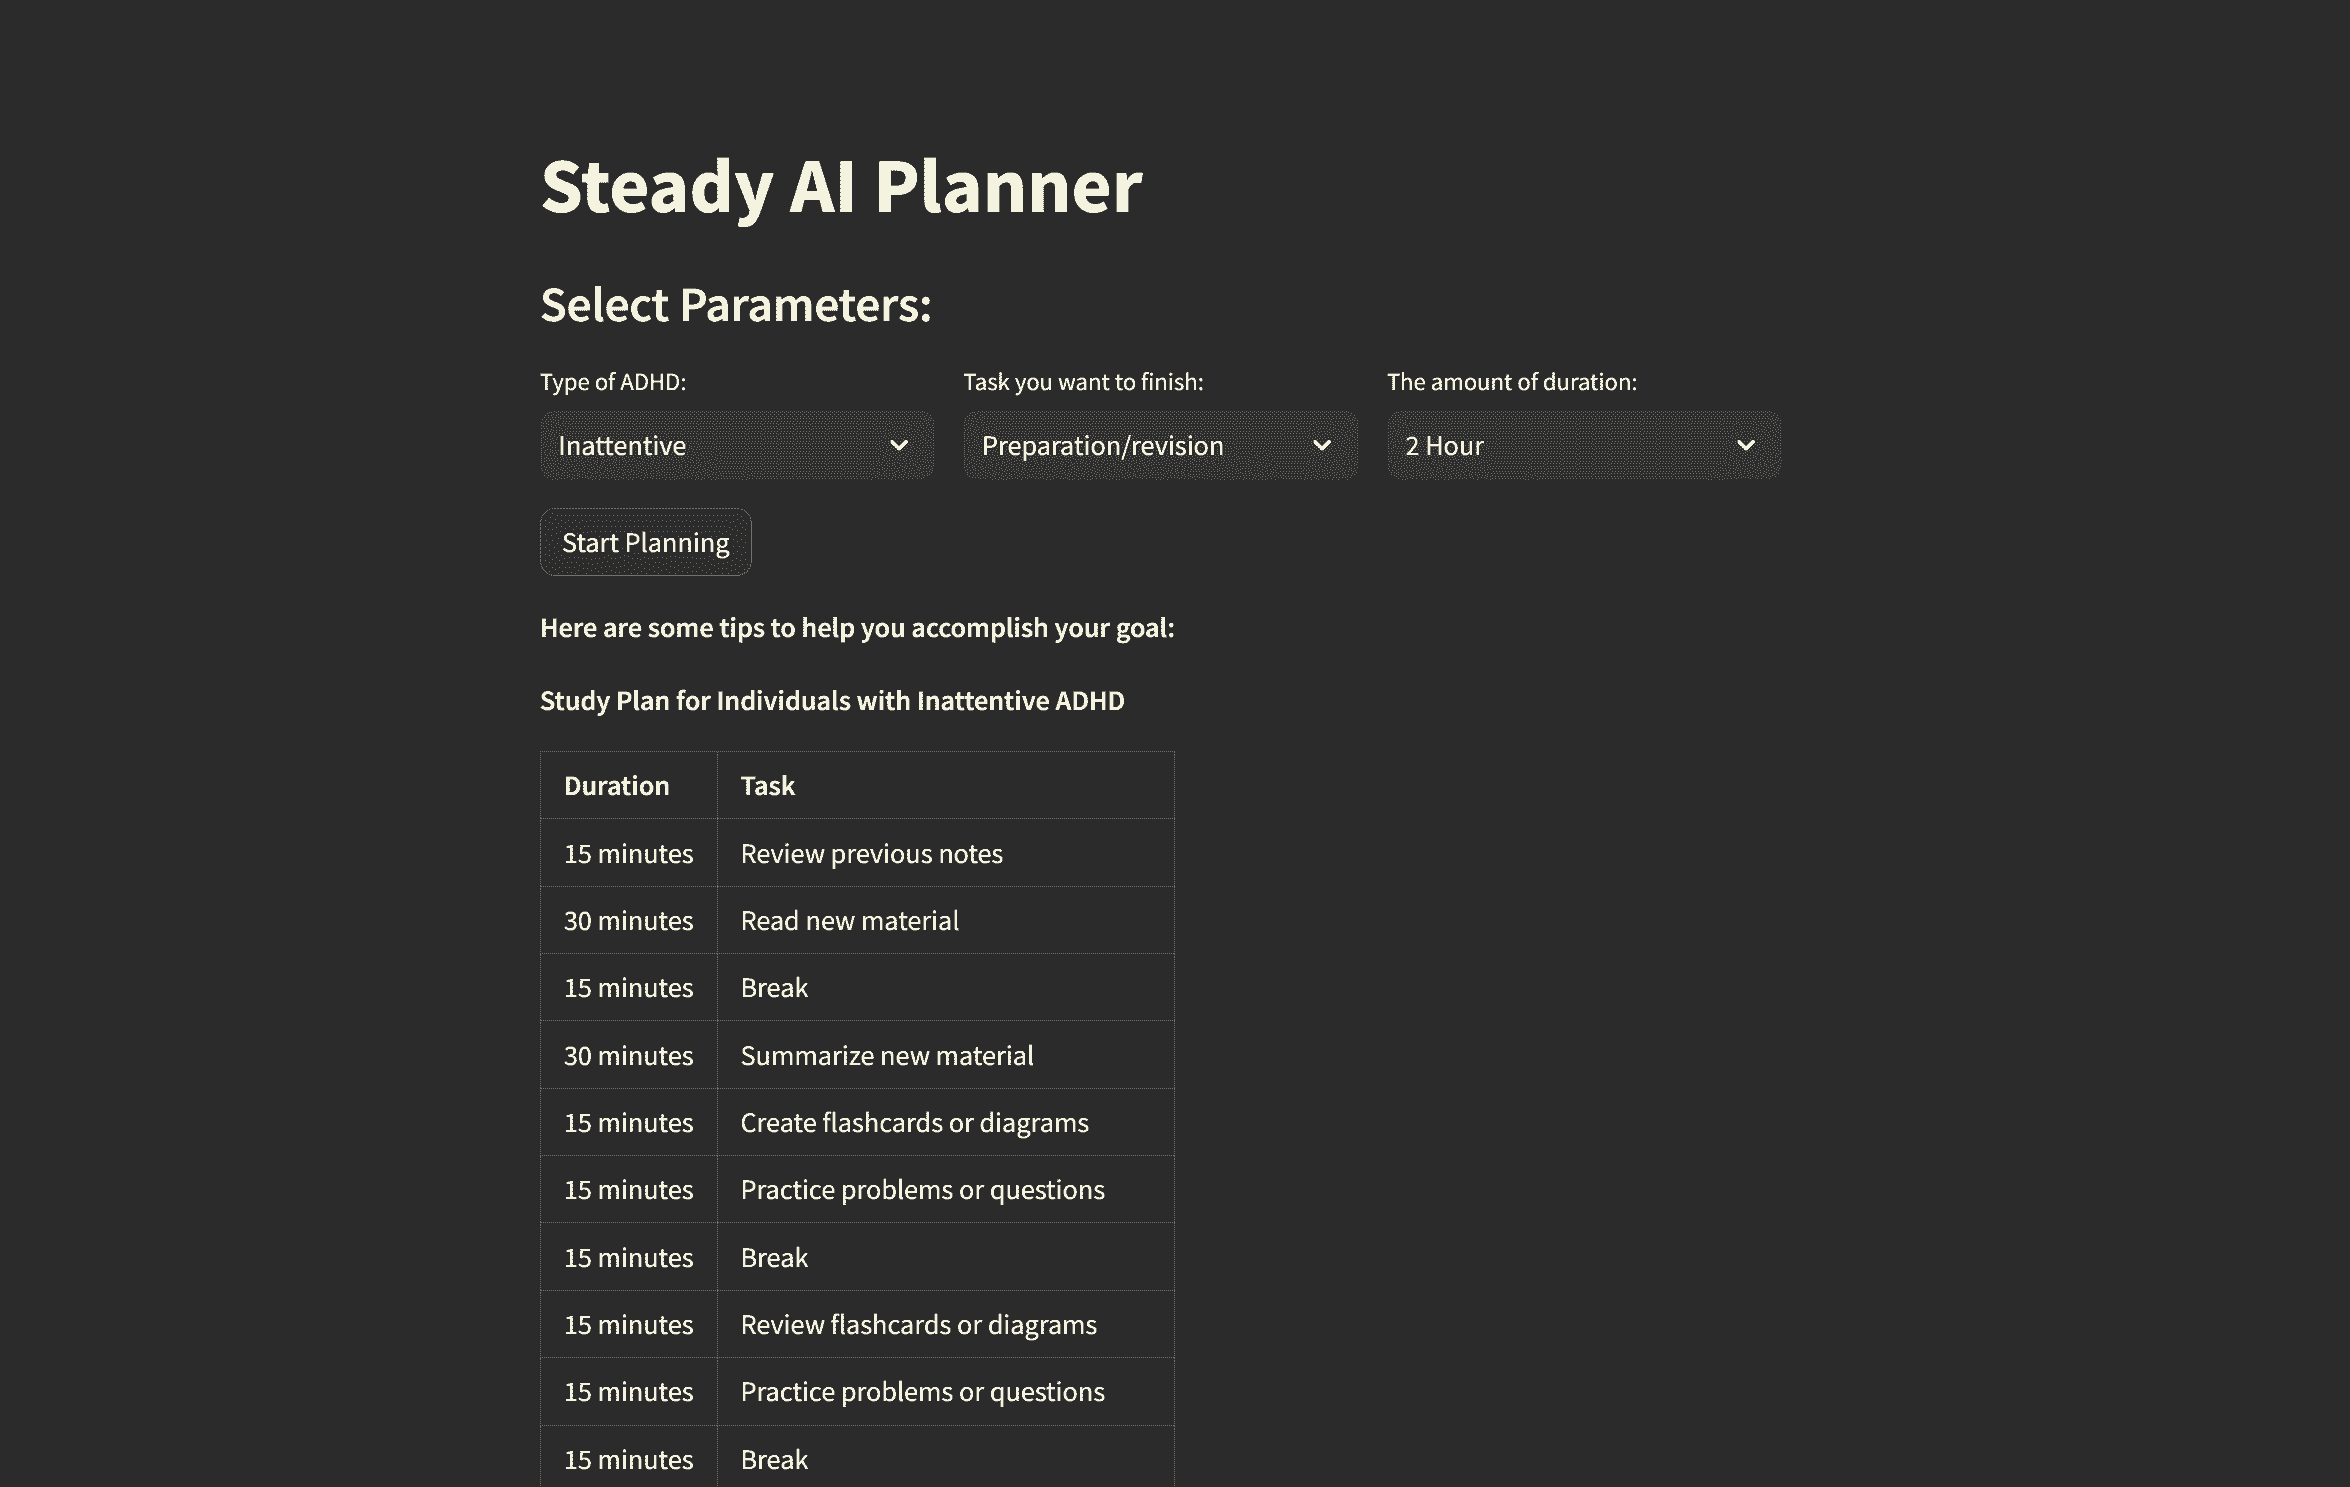 Steady AI Planner
Select Parameters:
Type of ADHD: Task you want to finish: The amount of duration:
Inattentive Preparation/revision 2 Hour
Start Planning
Here are some tips to help you accomplish your goal:
Study Plan for Individuals with Inattentive ADHD
Duration Task
15 minutes Review previous notes
30 minutes Read new material
15 minutes Break
30 minutes Summarize new material
15 minutes Create flashcards or diagrams
15 minutes Practice problems or questions
15 minutes Break
15 minutes Review flashcards or diagrams
15 minutes Practice problems or questions
15 minutes Break